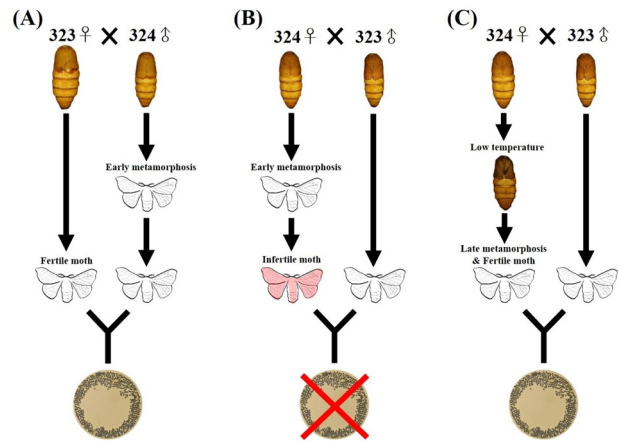 (A)
323♀ × 324♂
Early metamorphosis
Fertile moth
(B)
324♀ × 323♂
Early metamorphosis
Infertile moth
(C)
324♀ × 323♂
Low temperature
Late metamorphosis
& Fertile moth